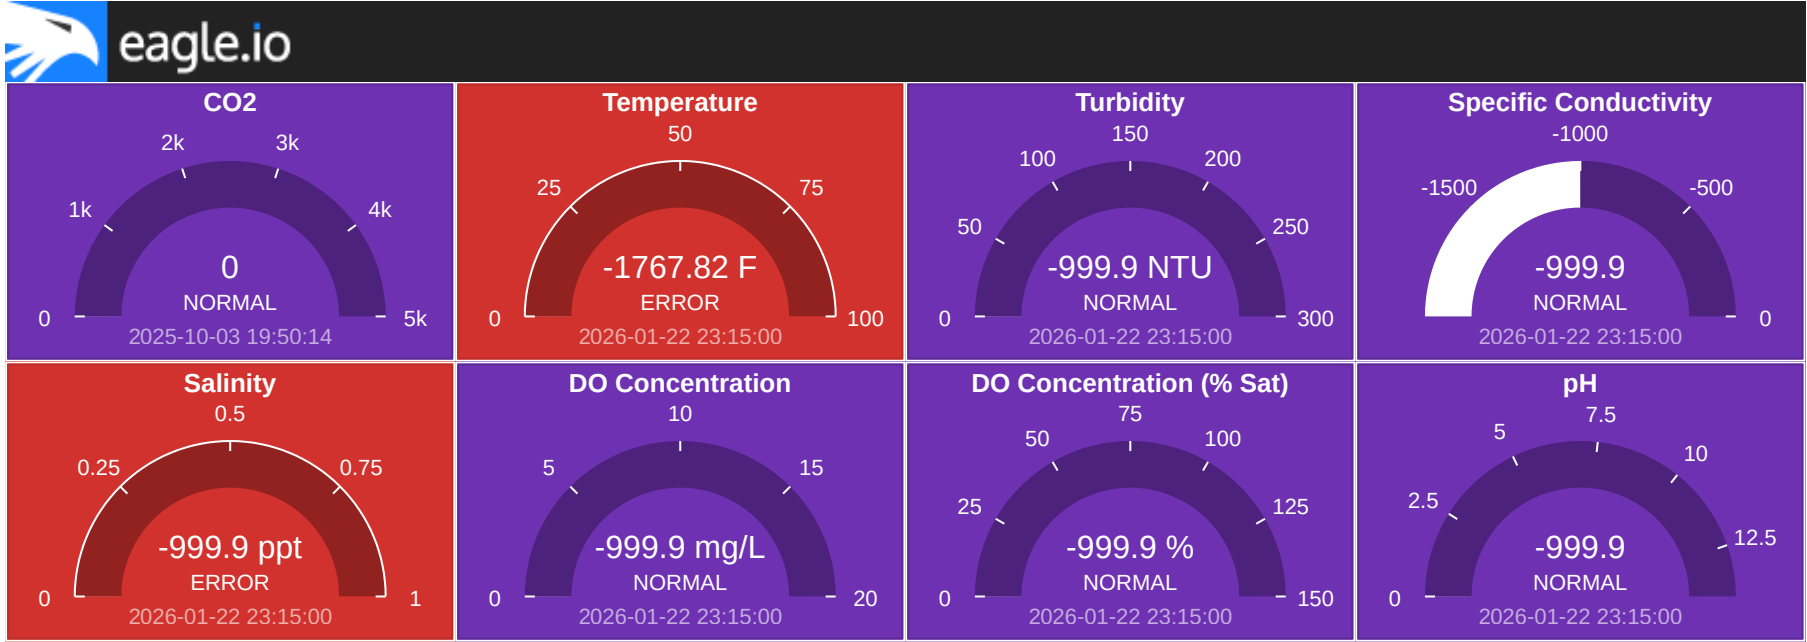 eagle.io
CO2
2k
3k
1k
4k
0
NORMAL
0
5k
2025-10-03 19:50:14
Temperature
50
25
75
-1767.82 F
ERROR
0
100
2026-01-22 23:15:00
Turbidity
150
100
200
50
250
-999.9 NTU
NORMAL
0
300
2026-01-22 23:15:00
Specific Conductivity
-1000
-1500
-500
-999.9
NORMAL
0
2026-01-22 23:15:00
Salinity
0.5
0.25
0.75
-999.9 ppt
ERROR
0
1
2026-01-22 23:15:00
DO Concentration
10
5
15
-999.9 mg/L
NORMAL
0
20
2026-01-22 23:15:00
DO Concentration (% Sat)
75
50
100
25
125
-999.9 %
NORMAL
0
150
2026-01-22 23:15:00
pH
7.5
5
10
2.5
12.5
-999.9
NORMAL
0
2026-01-22 23:15:00